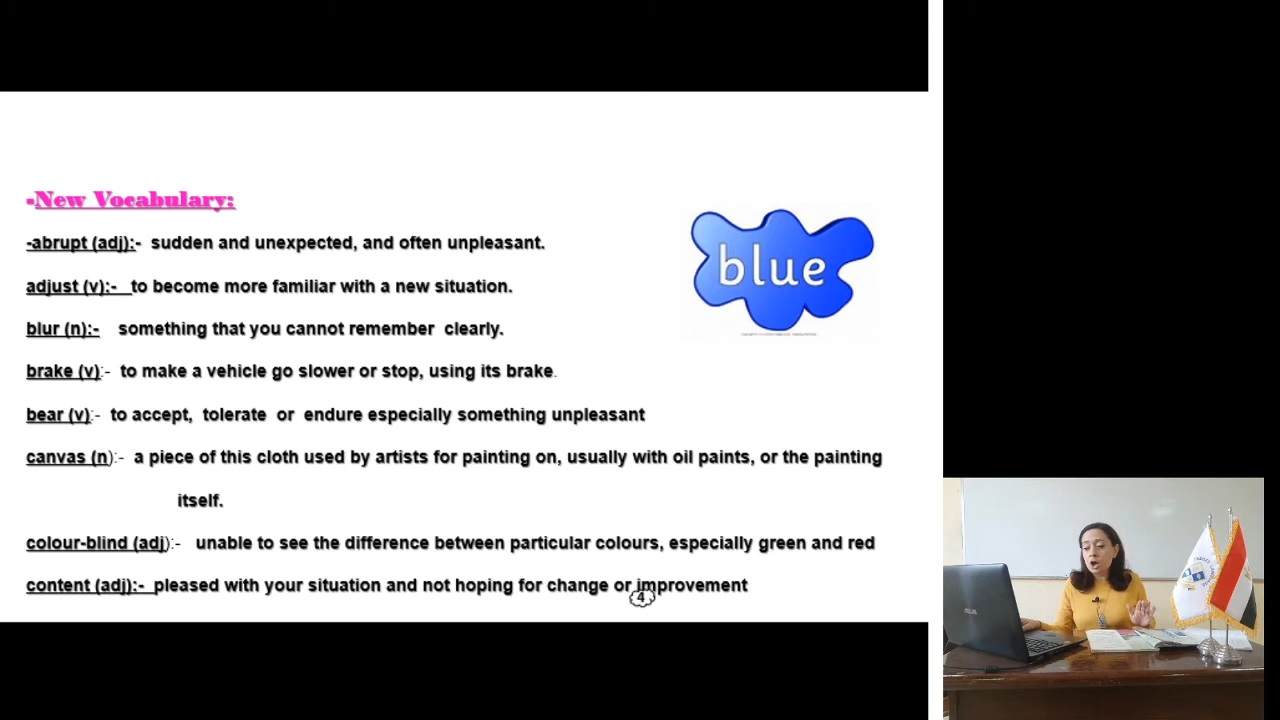 -New Vocabulary:
-abrupt (adj):- sudden and unexpected, and often unpleasant.
adjust (v):- to become more familiar with a new situation.
blur (n):- something that you cannot remember clearly.
brake (v):- to make a vehicle go slower or stop, using its brake.
bear (v):- to accept, tolerate or endure especially something unpleasant
canvas (n):- a piece of this cloth used by artists for painting on, usually with oil paints, or the painting
itself.
colour-blind (adj):- unable to see the difference between particular colours, especially green and red
content (adj):- pleased with your situation and not hoping for change or improvement
4
blue